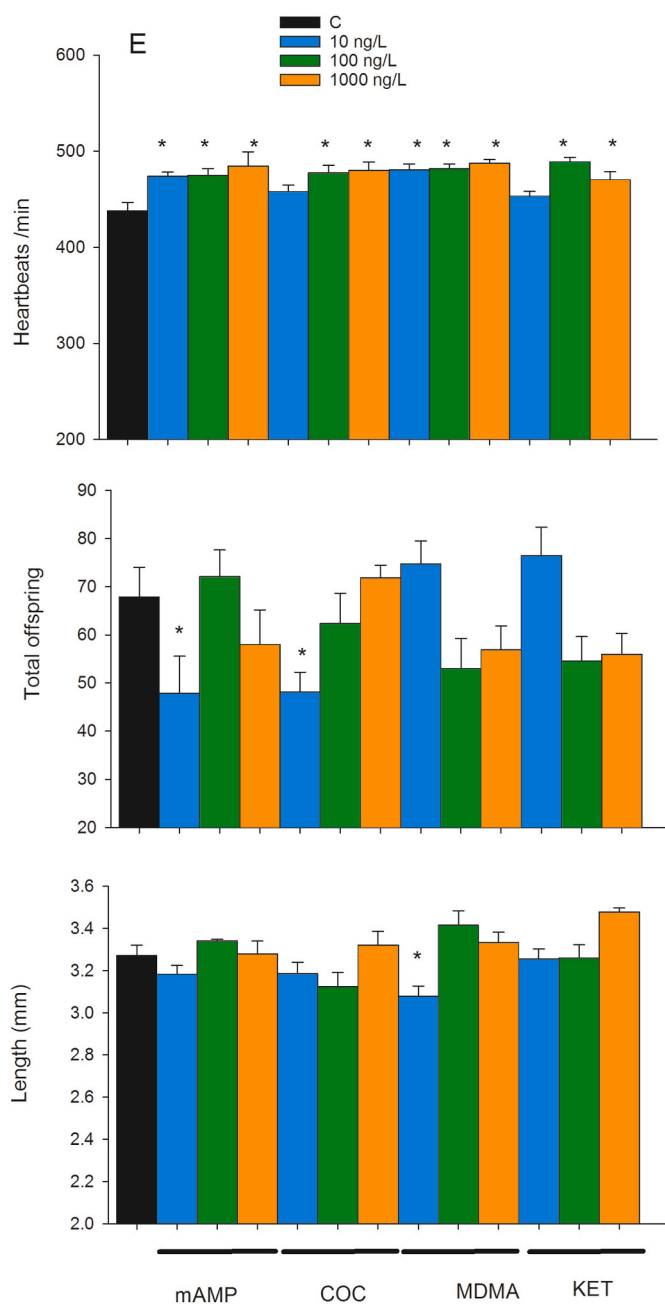 E
C
10 ng/L
100 ng/L
1000 ng/L
600
500
400
300
200
Heartbeats /min
* * * * * * * * * *
90
80
70
60
50
40
30
20
Total offspring
* *
3.6
3.4
3.2
3.0
2.8
2.6
2.4
2.2
2.0
Length (mm)
*
mAMP COC MDMA KET